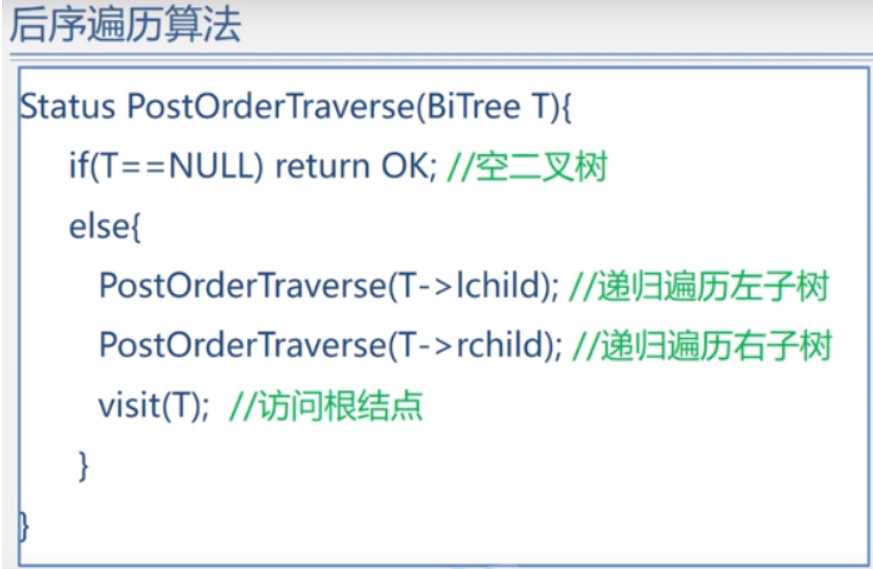 后序遍历算法
Status PostOrderTraverse(BiTree T){
if(T==NULL) return OK; //空二叉树
else{
PostOrderTraverse(T->lchild); //递归遍历左子树
PostOrderTraverse(T->rchild); //递归遍历右子树
visit(T); //访问根结点
}
}